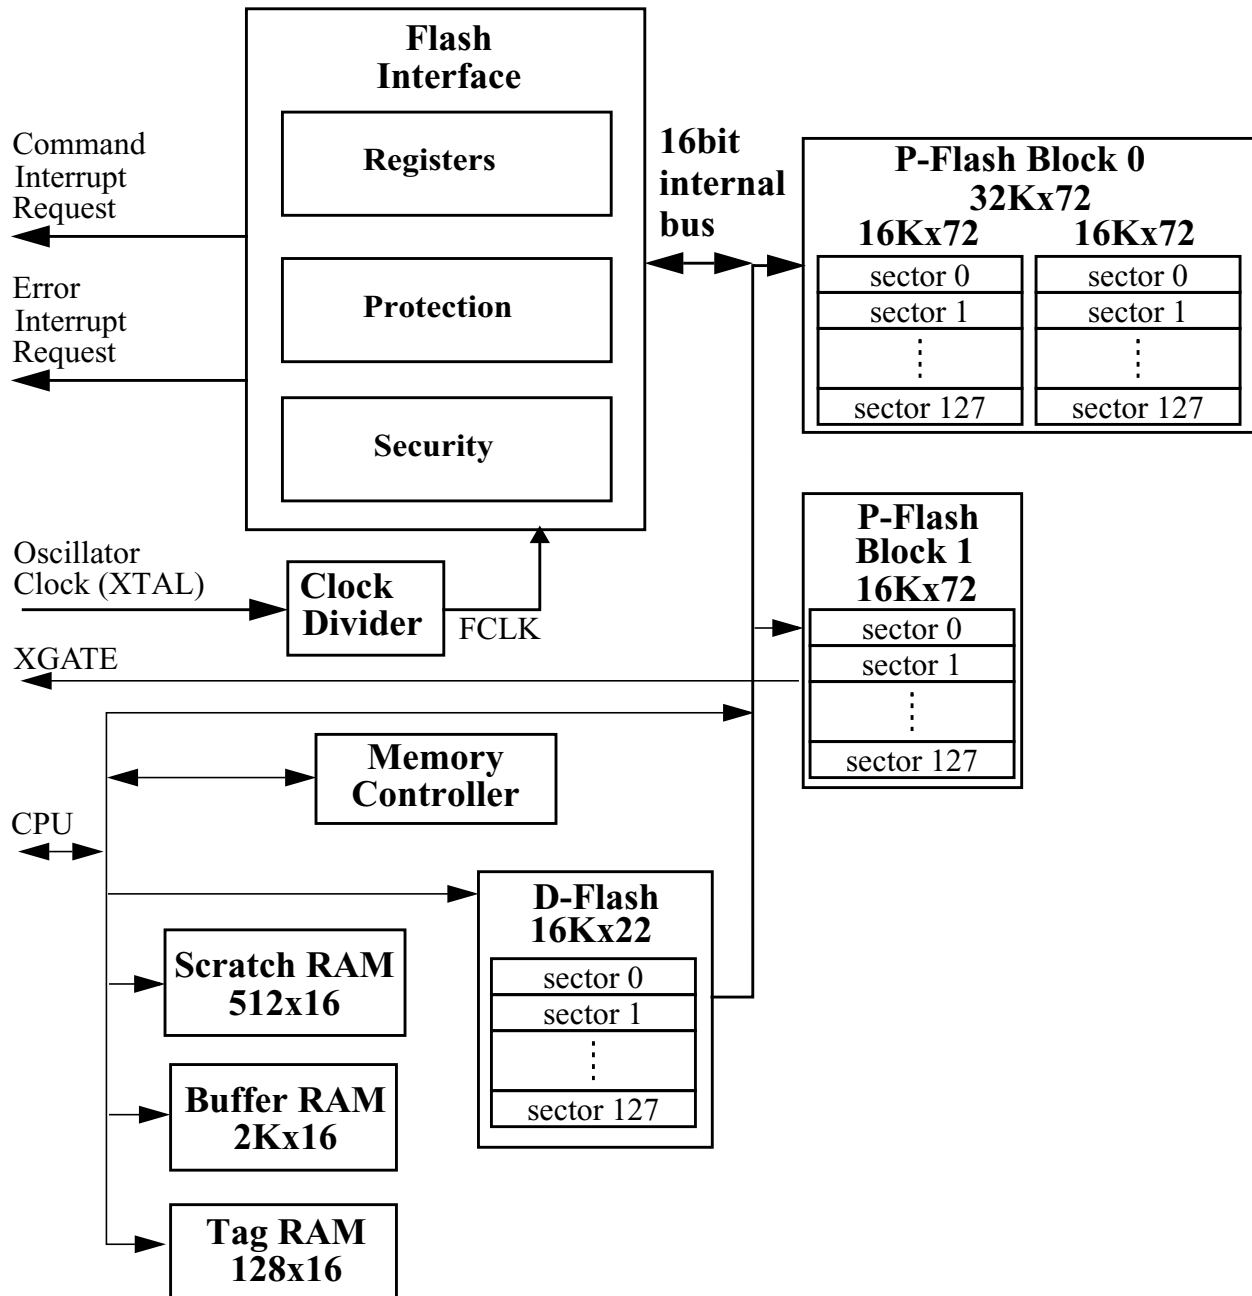 Flash
Interface
Registers
Protection
Security
Command
Interrupt
Request
Error
Interrupt
Request
16bit
internal
bus
P-Flash Block 0
32Kx72
16Kx72 16Kx72
sector 0 sector 0
sector 1 sector 1
sector 127 sector 127
P-Flash
Block 1
16Kx72
sector 0
sector 1
sector 127
Oscillator
Clock (XTAL)
Clock
Divider
FCLK
XGATE
Memory
Controller
CPU
D-Flash
16Kx22
sector 0
sector 1
sector 127
Scratch RAM
512x16
Buffer RAM
2Kx16
Tag RAM
128x16